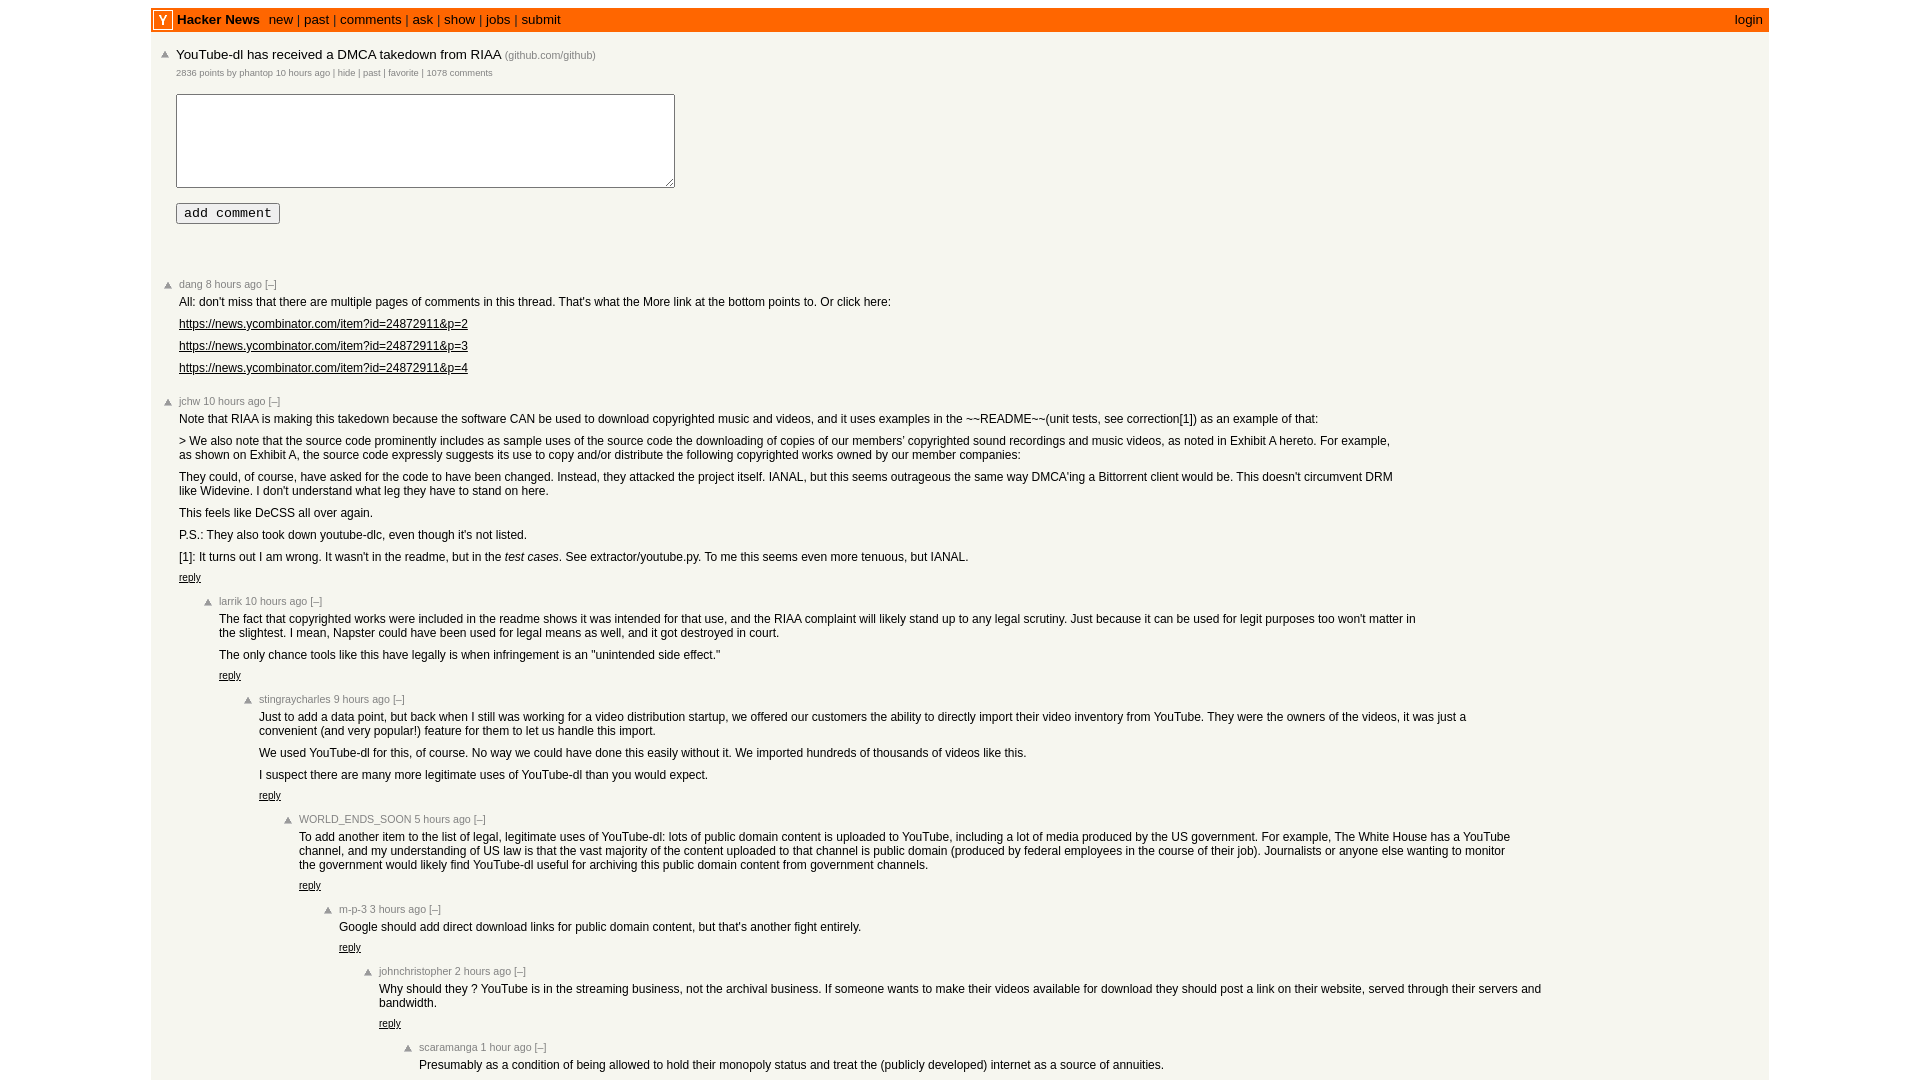 Y Hacker News new | past | comments | ask | show | jobs | submit login
YouTube-dl has received a DMCA takedown from RIAA (github.com/github)
2836 points by phantop 10 hours ago | hide | past | favorite | 1078 comments
add comment
dang 8 hours ago [–]
All: don't miss that there are multiple pages of comments in this thread. That's what the More link at the bottom points to. Or click here:
https://news.ycombinator.com/item?id=24872911&p=2
https://news.ycombinator.com/item?id=24872911&p=3
https://news.ycombinator.com/item?id=24872911&p=4
jchw 10 hours ago [–]
Note that RIAA is making this takedown because the software CAN be used to download copyrighted music and videos, and it uses examples in the ~~README~~(unit tests, see correction[1]) as an example of that:
> We also note that the source code prominently includes as sample uses of the source code the downloading of copies of our members’ copyrighted sound recordings and music videos, as noted in Exhibit A hereto. For example,
as shown on Exhibit A, the source code expressly suggests its use to copy and/or distribute the following copyrighted works owned by our member companies:
They could, of course, have asked for the code to have been changed. Instead, they attacked the project itself. IANAL, but this seems outrageous the same way DMCA'ing a Bittorrent client would be. This doesn't circumvent DRM
like Widevine. I don't understand what leg they have to stand on here.
This feels like DeCSS all over again.
P.S.: They also took down youtube-dlc, even though it's not listed.
[1]: It turns out I am wrong. It wasn't in the readme, but in the test cases. See extractor/youtube.py. To me this seems even more tenuous, but IANAL.
reply
larrik 10 hours ago [–]
The fact that copyrighted works were included in the readme shows it was intended for that use, and the RIAA complaint will likely stand up to any legal scrutiny. Just because it can be used for legit purposes too won't matter in
the slightest. I mean, Napster could have been used for legal means as well, and it got destroyed in court.
The only chance tools like this have legally is when infringement is an "unintended side effect."
reply
stingraycharles 9 hours ago [–]
Just to add a data point, but back when I still was working for a video distribution startup, we offered our customers the ability to directly import their video inventory from YouTube. They were the owners of the videos, it was just a
convenient (and very popular!) feature for them to let us handle this import.
We used YouTube-dl for this, of course. No way we could have done this easily without it. We imported hundreds of thousands of videos like this.
I suspect there are many more legitimate uses of YouTube-dl than you would expect.
reply
WORLD_ENDS_SOON 5 hours ago [–]
To add another item to the list of legal, legitimate uses of YouTube-dl: lots of public domain content is uploaded to YouTube, including a lot of media produced by the US government. For example, The White House has a YouTube
channel, and my understanding of US law is that the vast majority of the content uploaded to that channel is public domain (produced by federal employees in the course of their job). Journalists or anyone else wanting to monitor
the government would likely find YouTube-dl useful for archiving this public domain content from government channels.
reply
m-p-3 3 hours ago [–]
Google should add direct download links for public domain content, but that's another fight entirely.
reply
johnchristopher 2 hours ago [–]
Why should they ? YouTube is in the streaming business, not the archival business. If someone wants to make their videos available for download they should post a link on their website, served through their servers and
bandwidth.
reply
scaramanga 1 hour ago [–]
Presumably as a condition of being allowed to hold their monopoly status and treat the (publicly developed) internet as a source of annuities.